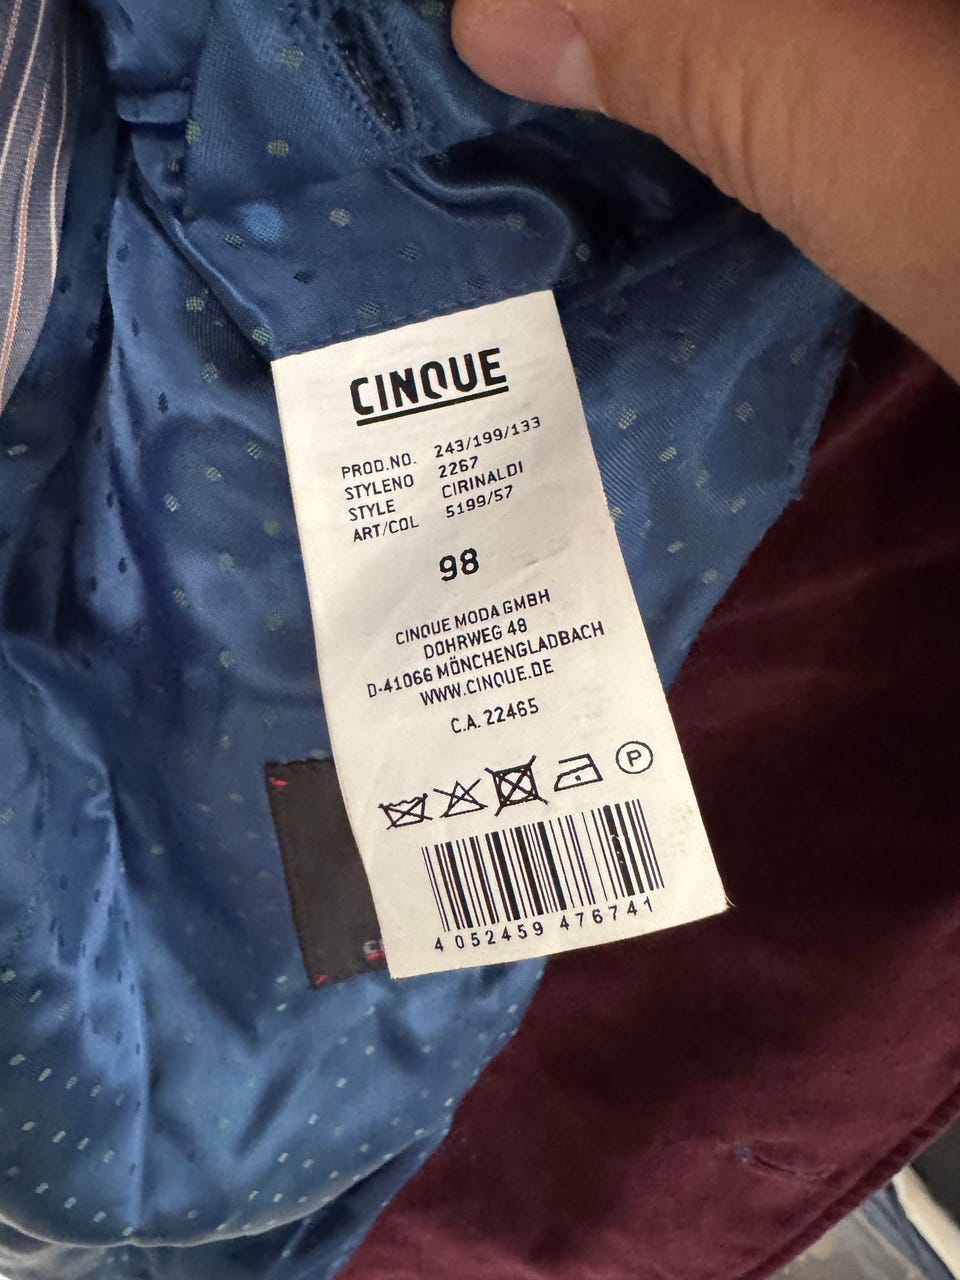 CINQUE
PROD.NO. 243/199/133
STYLENO 2267
STYLE CIRINALDI
ART/COL 5199/57
98
CINQUE MODA GMBH
DOHRWEG 48
D-41066 MÖNCHENGLADBACH
WWW.CINQUE.DE
C.A. 22465
P
4 052459 476741